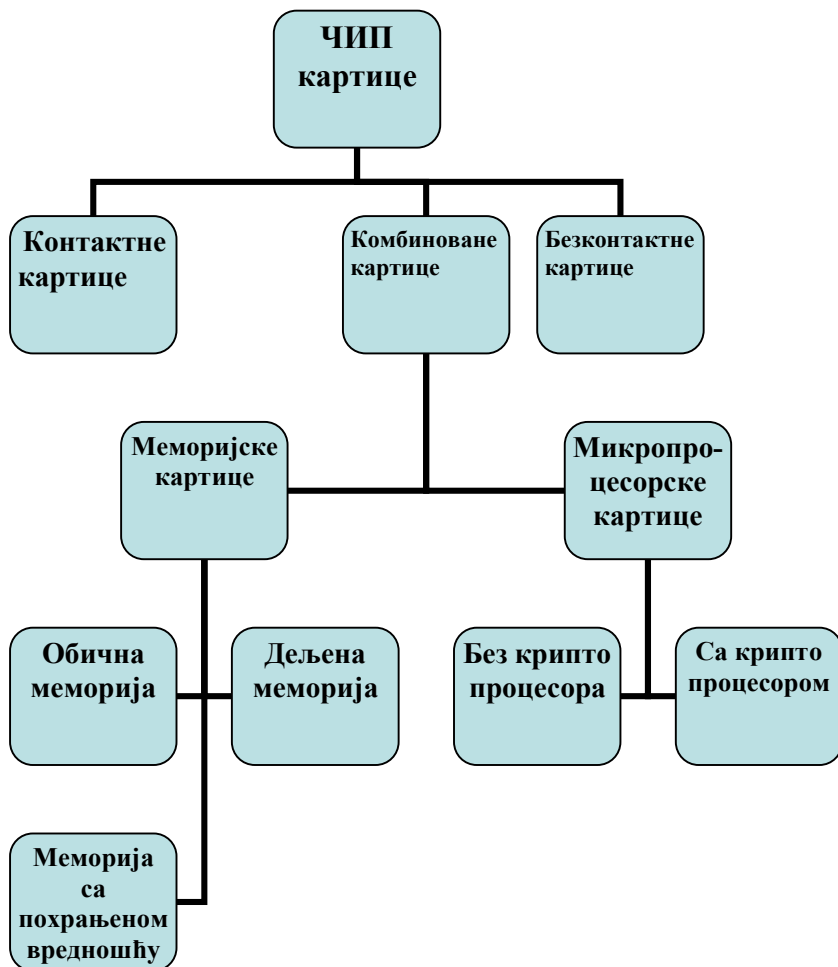 ЧИП
картице
Контактне
картице
Комбиноване
картице
Безконтактне
картице
Меморијске
картице
Микропро-
цесорске
картице
Обична
меморија
Дељена
меморија
Без крипто
процесора
Са крипто
процесором
Меморија
са
похрањеном
вредношћу